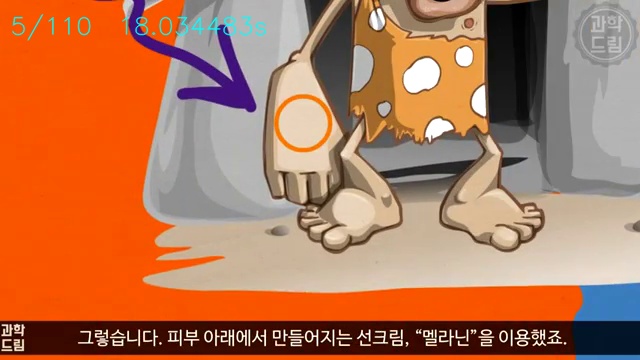 5/110 18.034483s
과학
드림
과학
드림
그렇습니다. 피부 아래에서 만들어지는 선크림, “멜라닌”을 이용했죠.